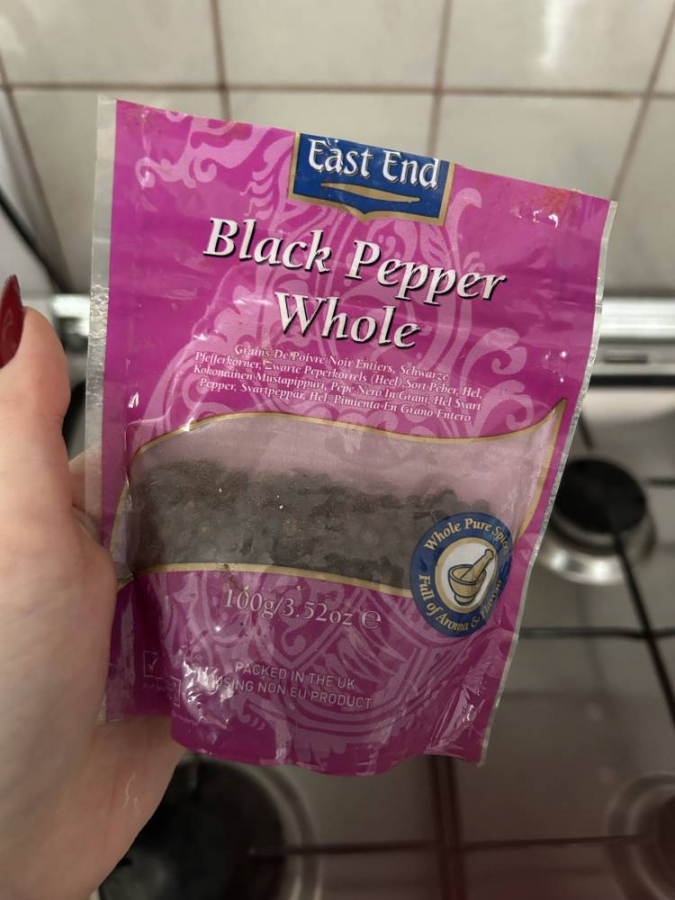 East End
Black Pepper
Whole
Grains De Poivre Noir Entiers, Schwarze
Pfefferkörner, Zwarte Peperkorrels (Heel), Sort Peber, Hel,
Kokonainen Mustapippuri, Pepe Nero In Grani, Hel Svart
Pepper, Svartpeppar, Hel, Pimienta En Grano Entero
Whole Pure Spices
Full of Aroma & Flavour
100g/3.52oz ℮
PACKED IN THE UK
USING NON EU PRODUCT